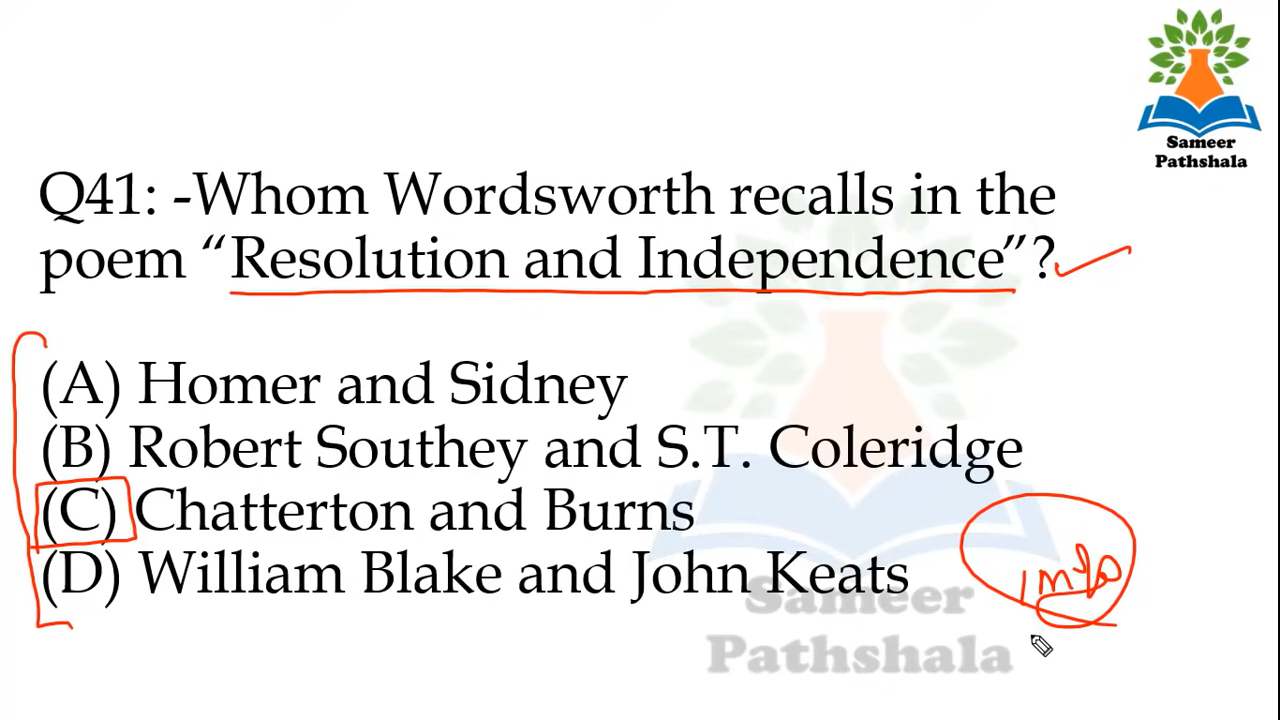 Sameer
Pathshala
Q41: -Whom Wordsworth recalls in the
poem “Resolution and Independence”?
(A) Homer and Sidney
(B) Robert Southey and S.T. Coleridge
(C) Chatterton and Burns
(D) William Blake and John Keats
Sameer
Pathshala